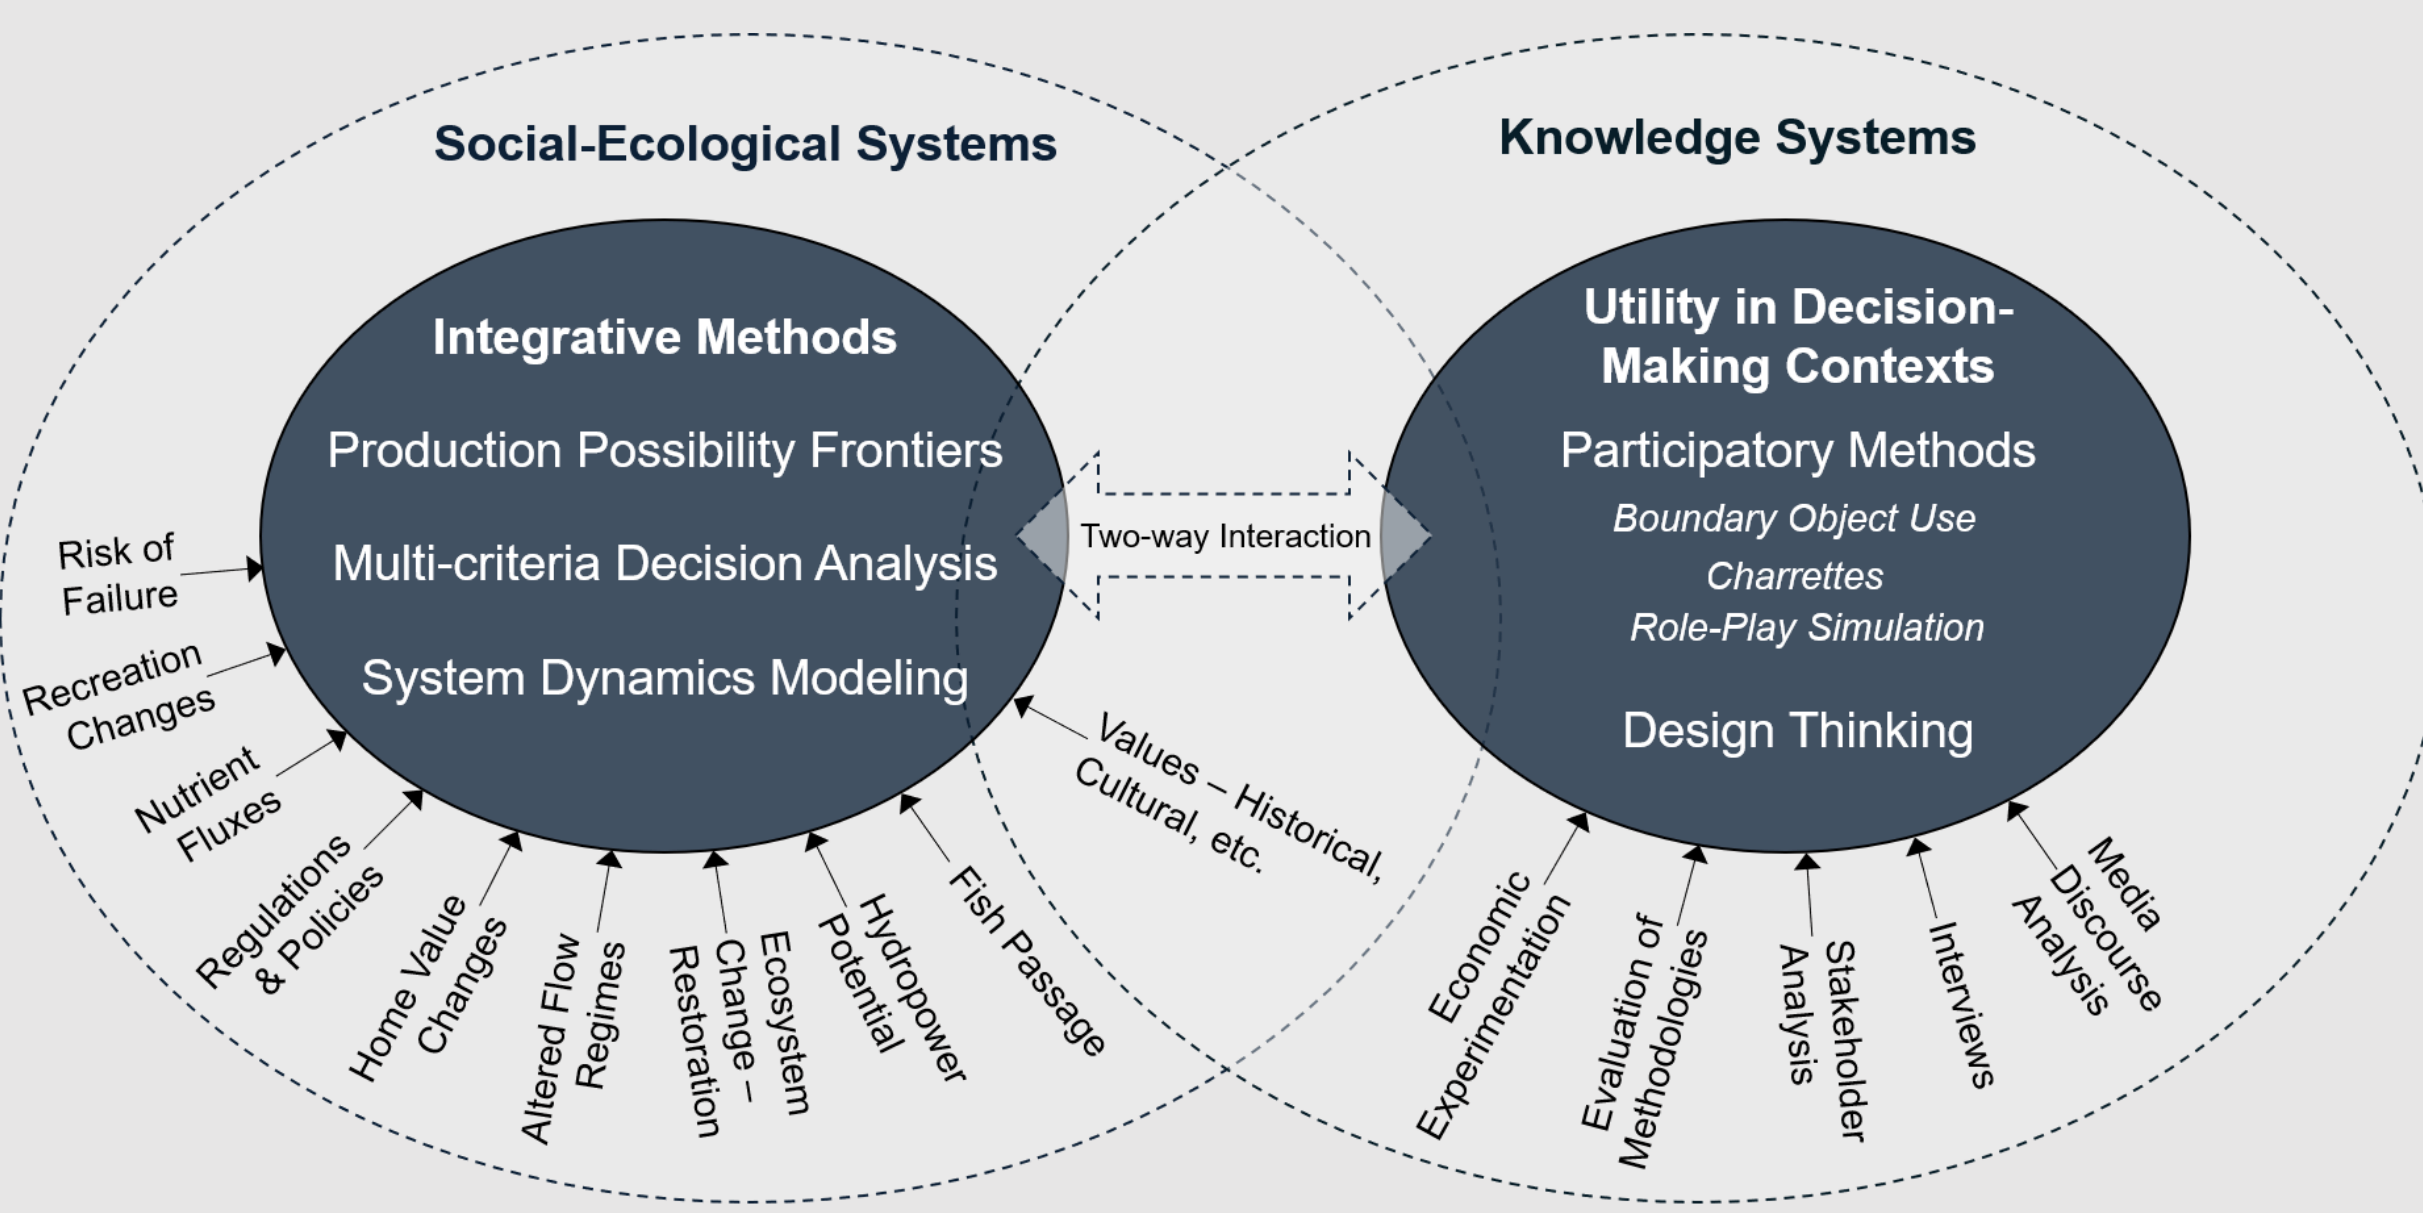 Social-Ecological Systems
Knowledge Systems
Integrative Methods
Production Possibility Frontiers
Multi-criteria Decision Analysis
System Dynamics Modeling
Two-way Interaction
Utility in Decision-
Making Contexts
Participatory Methods
Boundary Object Use
Charrettes
Role-Play Simulation
Design Thinking
Risk of
Failure
Recreation
Changes
Nutrient
Fluxes
Regulations
& Policies
Home Value
Changes
Altered Flow
Regimes
Ecosystem
Change –
Restoration
Hydropower
Potential
Fish Passage
Values – Historical,
Cultural, etc.
Economic
Experimentation
Evaluation of
Methodologies
Stakeholder
Analysis
Interviews
Media
Discourse
Analysis